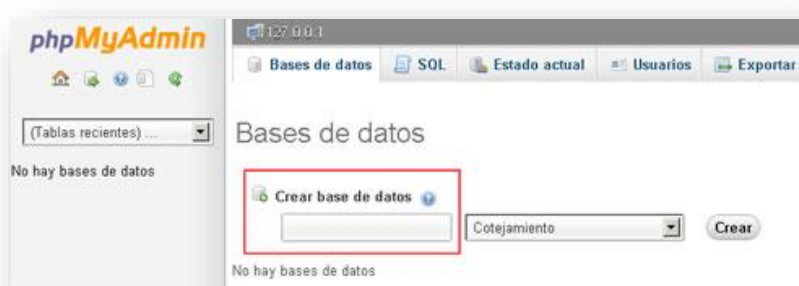 phpMyAdmin
(Tablas recientes) ...
No hay bases de datos
127.0.0.1
Bases de datos
SQL
Estado actual
Usuarios
Exportar
Bases de datos
Crear base de datos
Cotejamiento
Crear
No hay bases de datos